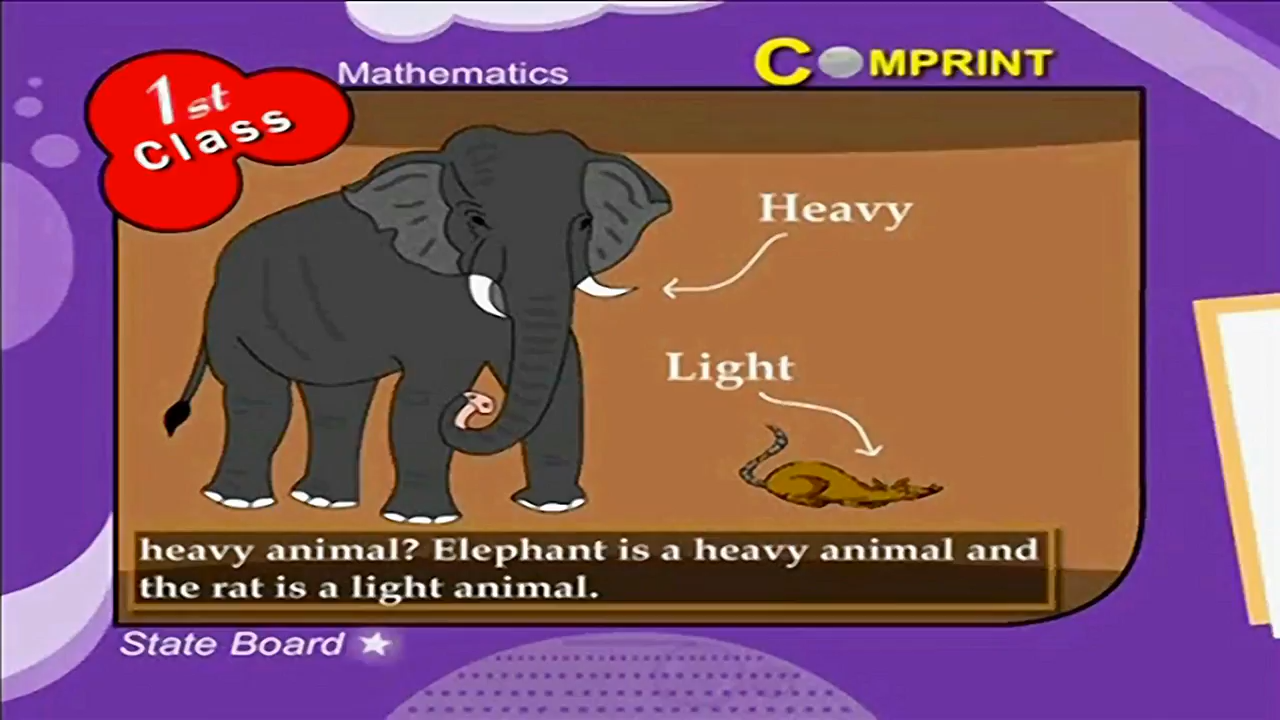 Mathematics
COMPRINT
1st
Class
Heavy
Light
heavy animal? Elephant is a heavy animal and
the rat is a light animal.
State Board